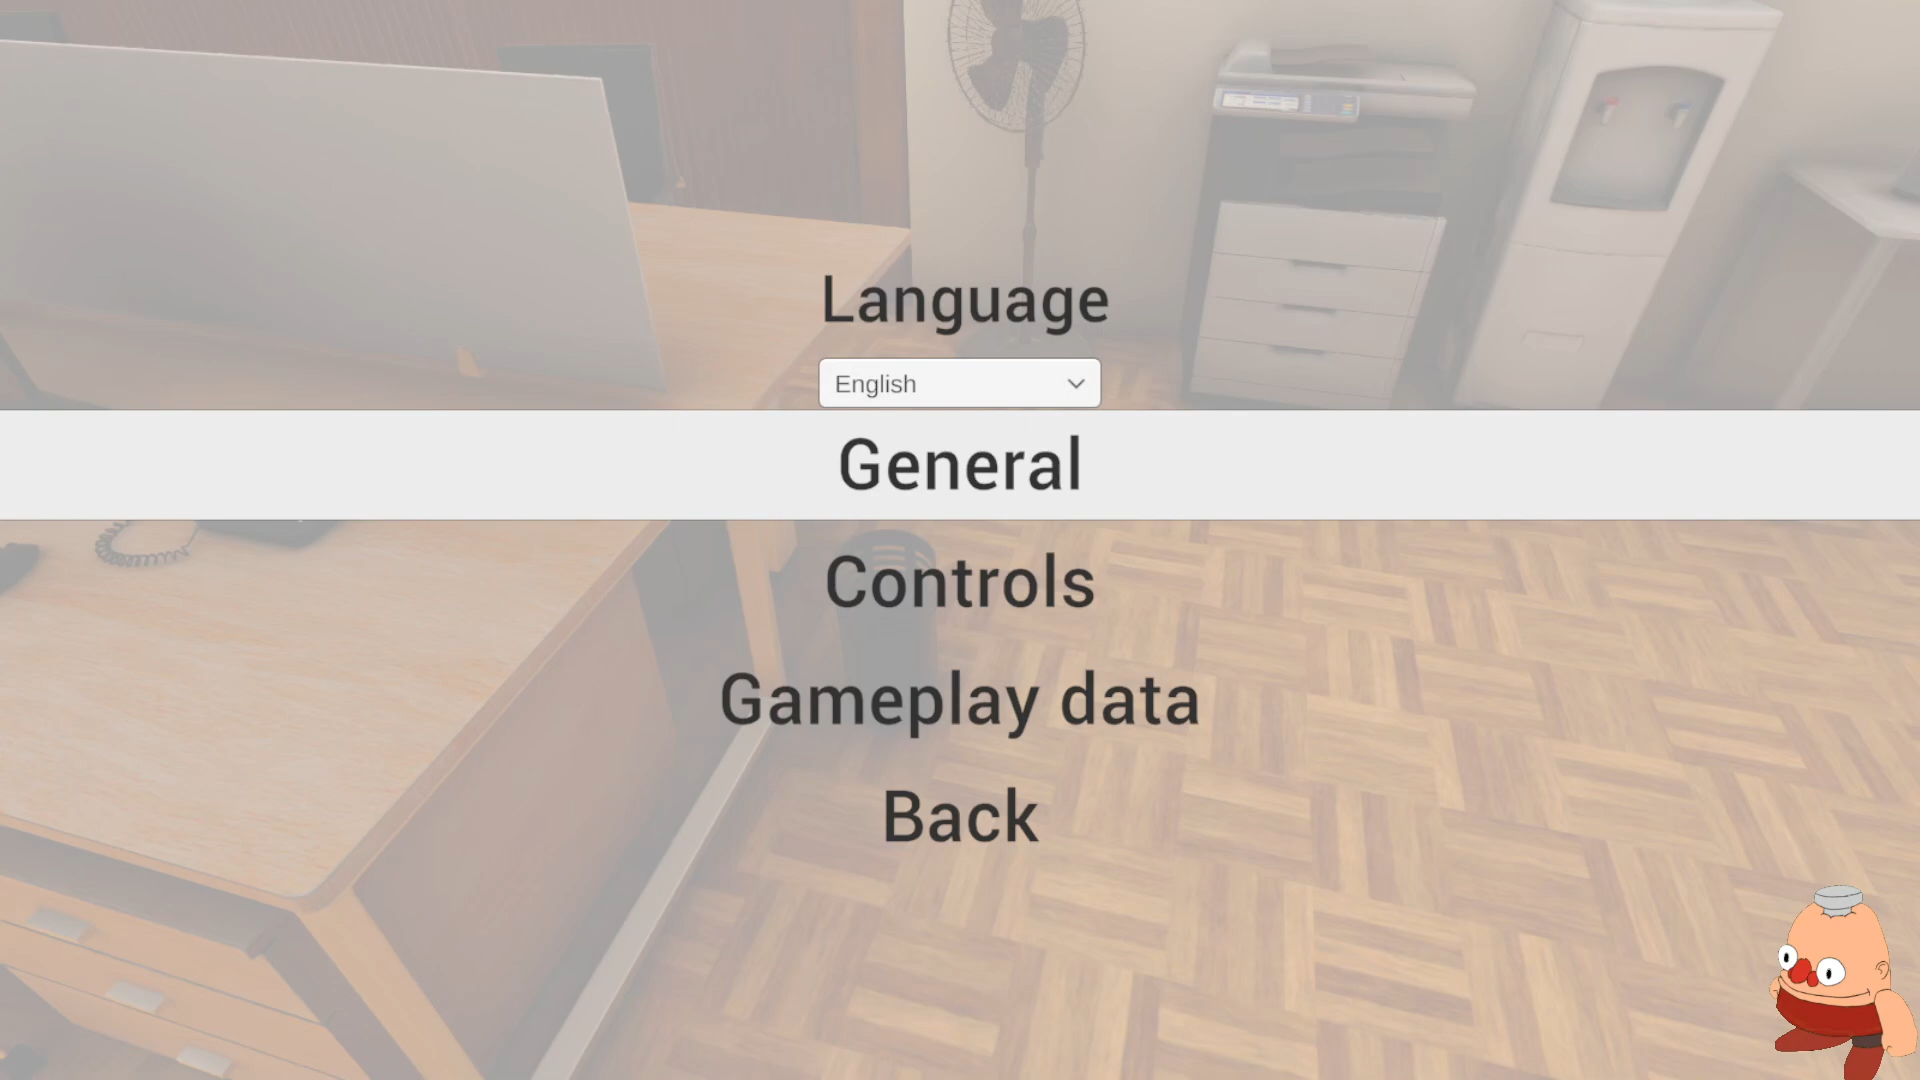 Language
English
General
Controls
Gameplay data
Back